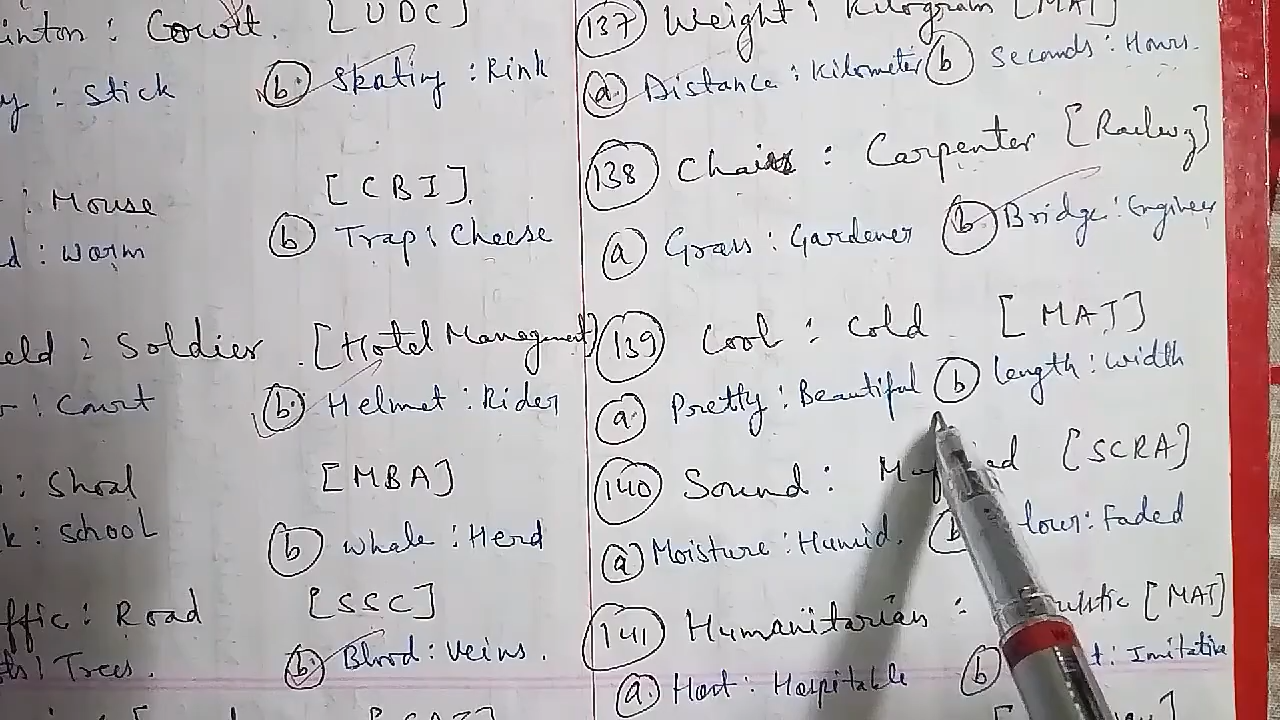 inton : Court. [UDC]
y : Stick (b) Skating : Rink
: Mouse [CBI]
d : Worm (b) Trap : Cheese
eld : Soldier . [Hotel Management]
r : Court (b) Helmet : Rider
: Shoal [MBA]
k : School (b) Whale : Herd
ffic : Road [SSC]
: Trees. (b) Blood : Veins.
(137) Weight : Kilogram [MAT]
(a) Distance : Kilometer (b) Seconds : Hours.
(138) Chair : Carpenter [Railway]
(a) Grass : Gardener (b) Bridge : Engineer
(139) Cool : Cold . [MAT]
(a) Pretty : Beautiful (b) length : width
(140) Sound : [SCRA]
(a) Moisture : Humid. (b) : Faded
(141) Humanitarian : [MAT]
(a) Host : Hospitable (b) t : Imitative